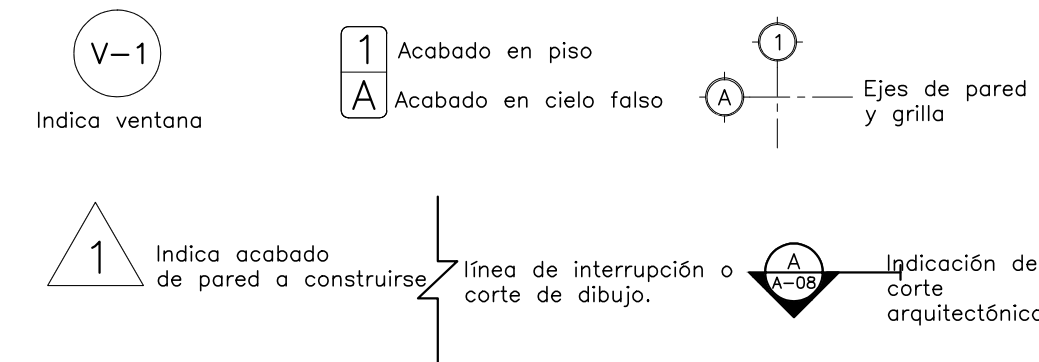 V-1
Indica ventana
1
Acabado en piso
A
Acabado en cielo falso
1
A
Ejes de pared
y grilla
1
Indica acabado
de pared a construirse
línea de interrupción o
corte de dibujo.
A
A-08
Indicación de
corte
arquitectónico